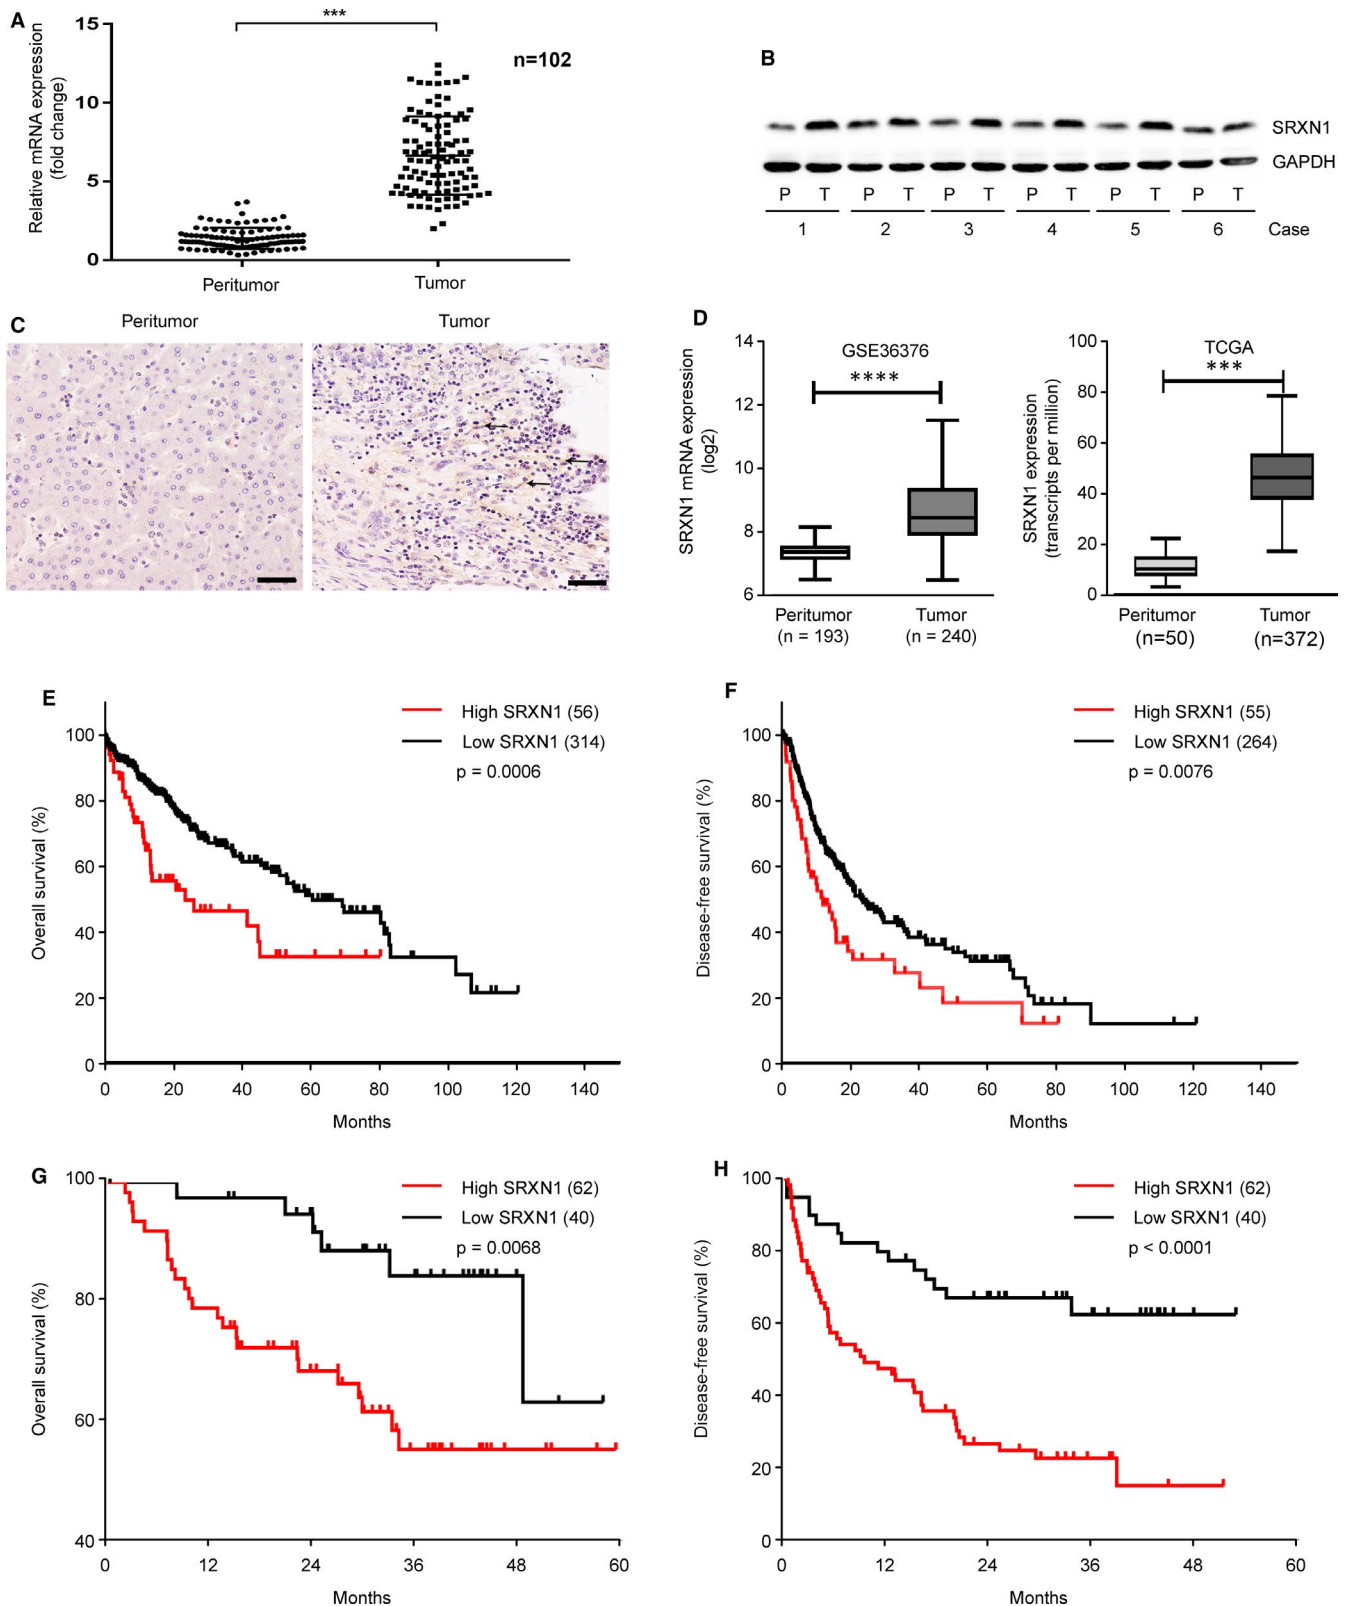 A
Relative mRNA expression
(fold change)
15
10
5
0
***
n=102
Peritumor
Tumor
B
SRXN1
GAPDH
P T P T P T P T P T P T
1 2 3 4 5 6 Case
C
Peritumor
Tumor
D
SRXN1 mRNA expression
(log2)
14
12
10
8
6
GSE36376
****
Peritumor
(n = 193)
Tumor
(n = 240)
SRXN1 expression
(transcripts per million)
100
80
60
40
20
0
TCGA
***
Peritumor
(n=50)
Tumor
(n=372)
E
Overall survival (%)
100
80
60
40
20
0
High SRXN1 (56)
Low SRXN1 (314)
p = 0.0006
0 20 40 60 80 100 120 140
Months
F
Disease-free survival (%)
100
80
60
40
20
0
High SRXN1 (55)
Low SRXN1 (264)
p = 0.0076
0 20 40 60 80 100 120 140
Months
G
Overall survival (%)
100
80
60
40
High SRXN1 (62)
Low SRXN1 (40)
p = 0.0068
0 12 24 36 48 60
Months
H
Disease-free survival (%)
100
80
60
40
20
0
High SRXN1 (62)
Low SRXN1 (40)
p < 0.0001
0 12 24 36 48 60
Months